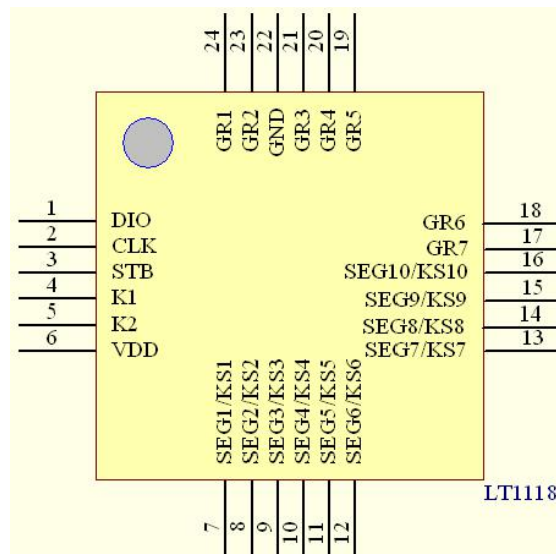 24 23 22 21 20 19
GR1 GR2 GND GR3 GR4 GR5
1 DIO
2 CLK
3 STB
4 K1
5 K2
6 VDD
GR6 18
GR7 17
SEG10/KS10 16
SEG9/KS9 15
SEG8/KS8 14
SEG7/KS7 13
SEG1/KS1 SEG2/KS2 SEG3/KS3 SEG4/KS4 SEG5/KS5 SEG6/KS6
7 8 9 10 11 12
LT1118